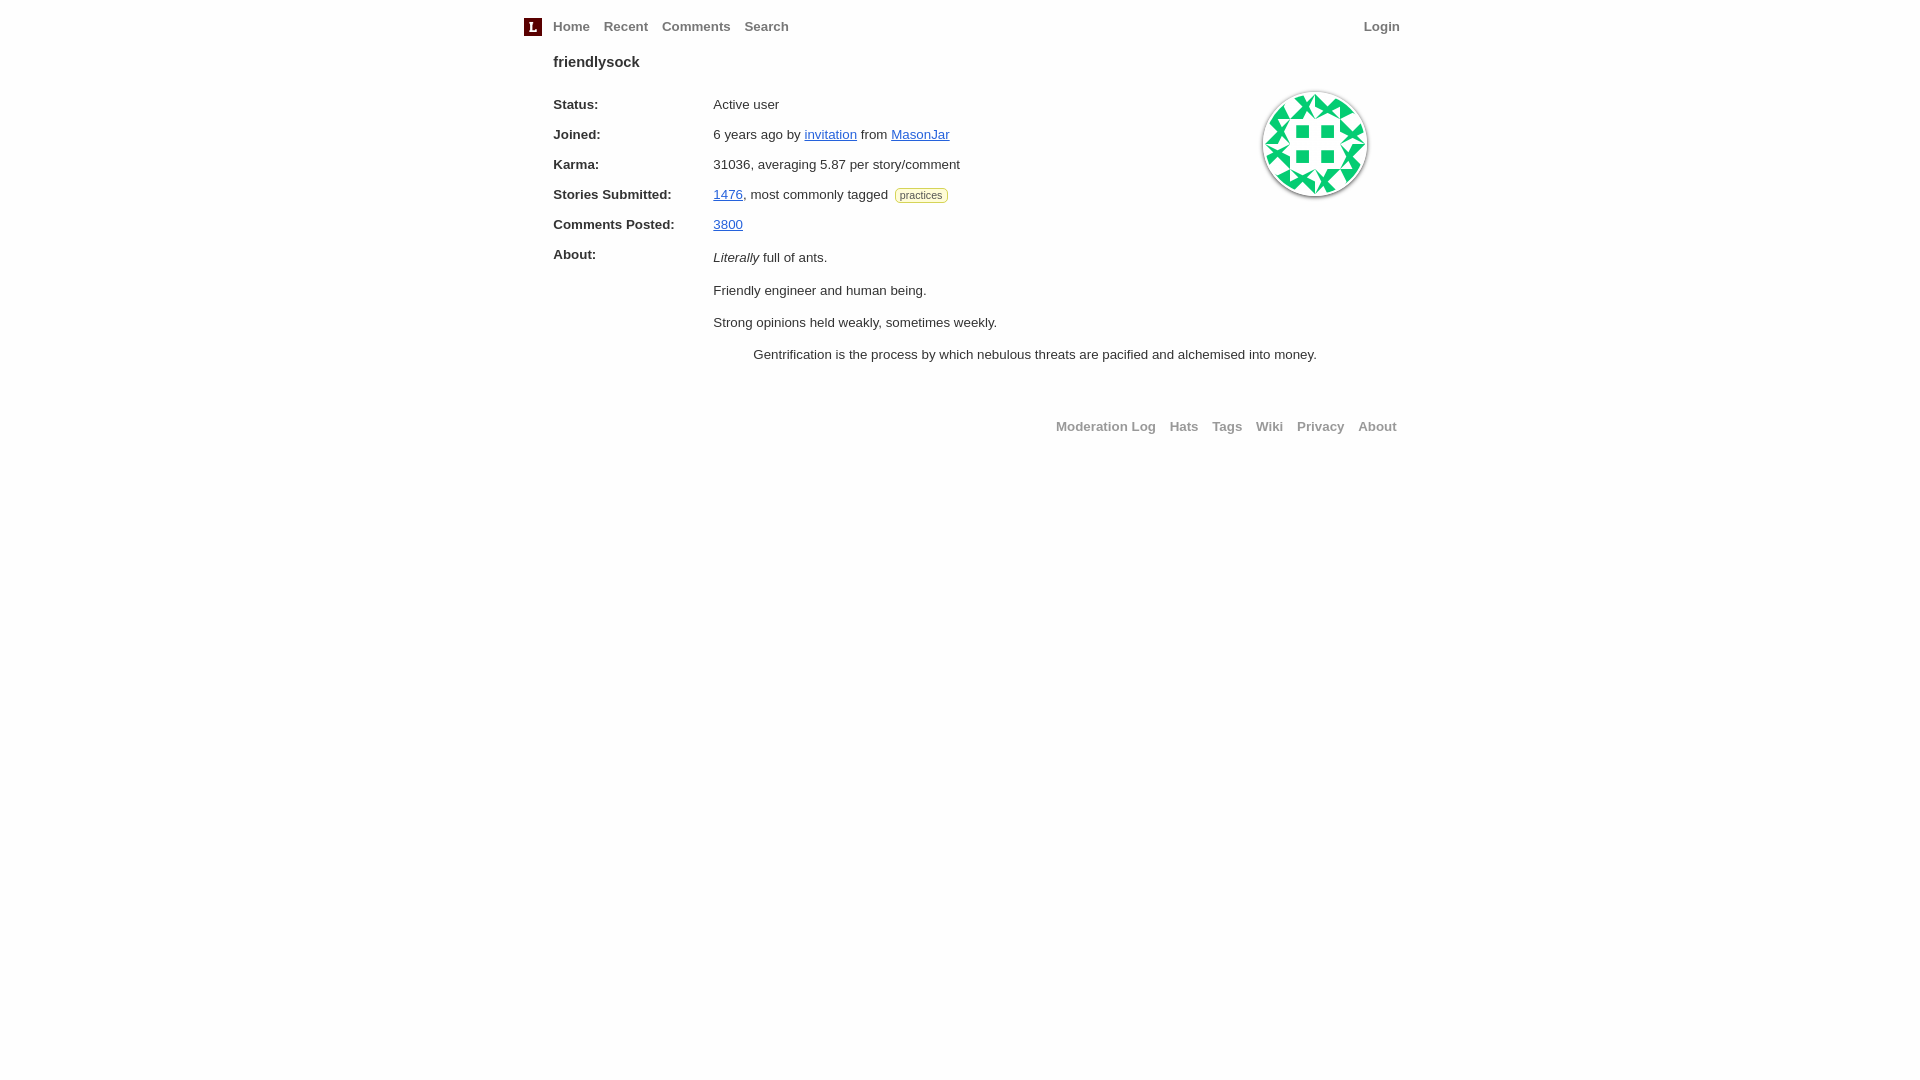 L Home Recent Comments Search Login
friendlysock
Status: Active user
Joined: 6 years ago by invitation from MasonJar
Karma: 31036, averaging 5.87 per story/comment
Stories Submitted: 1476, most commonly tagged practices
Comments Posted: 3800
About: Literally full of ants.
Friendly engineer and human being.
Strong opinions held weakly, sometimes weekly.
Gentrification is the process by which nebulous threats are pacified and alchemised into money.
Moderation Log Hats Tags Wiki Privacy About